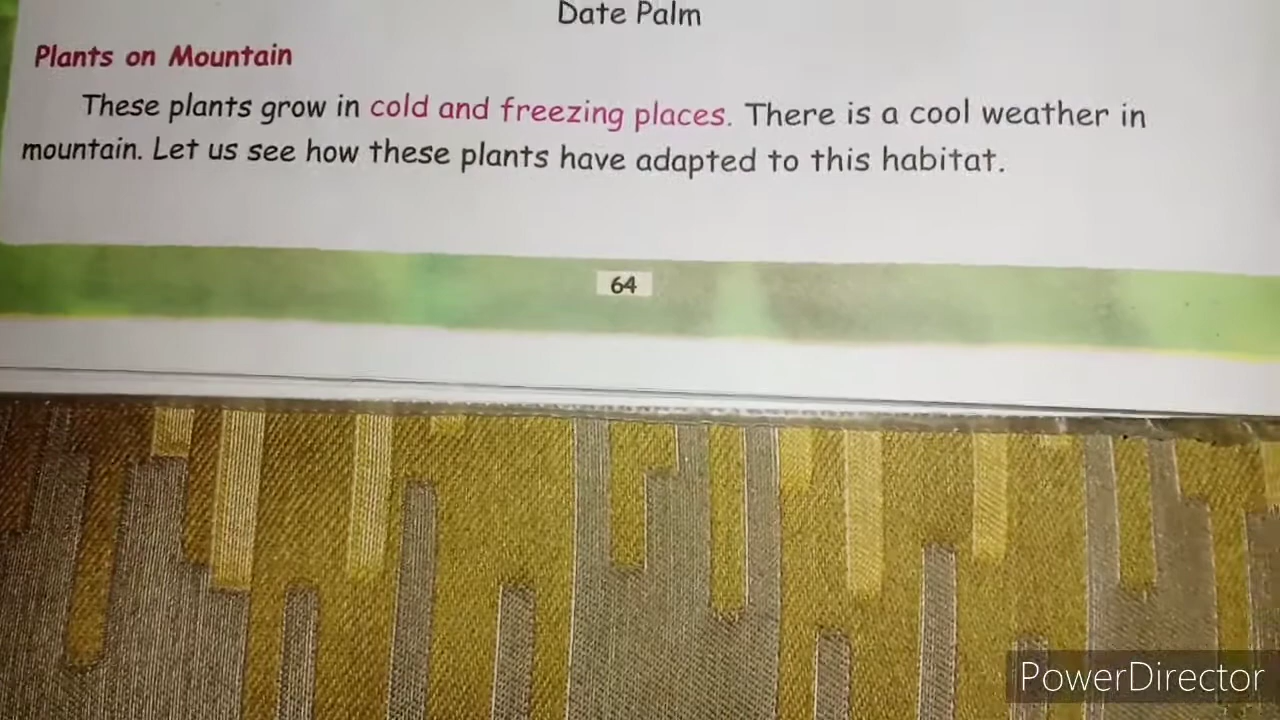 Date Palm
Plants on Mountain
These plants grow in cold and freezing places. There is a cool weather in
mountain. Let us see how these plants have adapted to this habitat.
64
PowerDirector